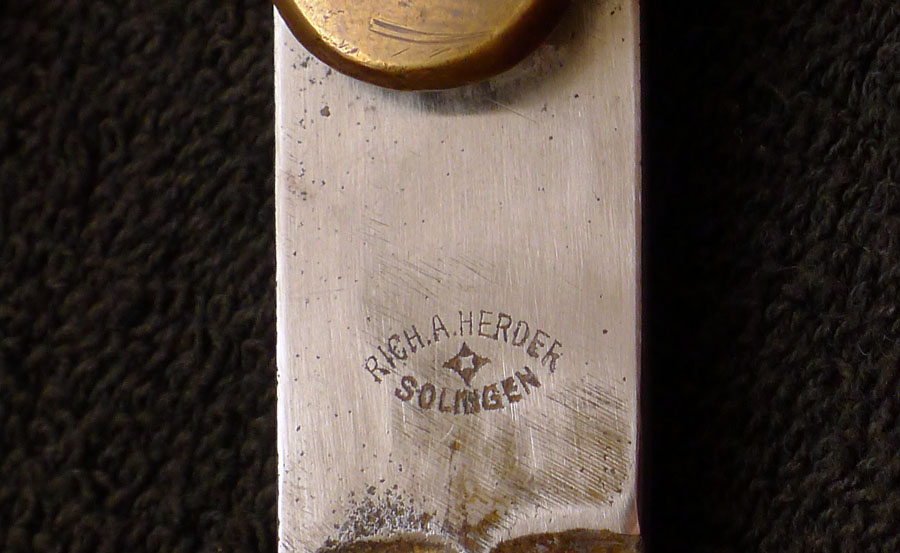 RICH. A. HERDER
SOLINGEN